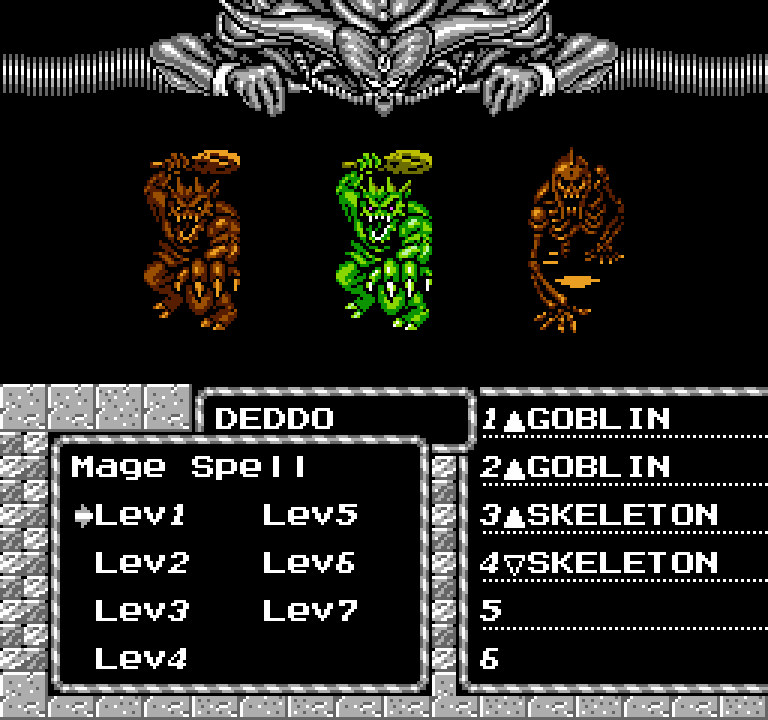 DEDDO
Mage Spell
Lev1 Lev5
Lev2 Lev6
Lev3 Lev7
Lev4
1▲GOBLIN
2▲GOBLIN
3▲SKELETON
4▽SKELETON
5
6